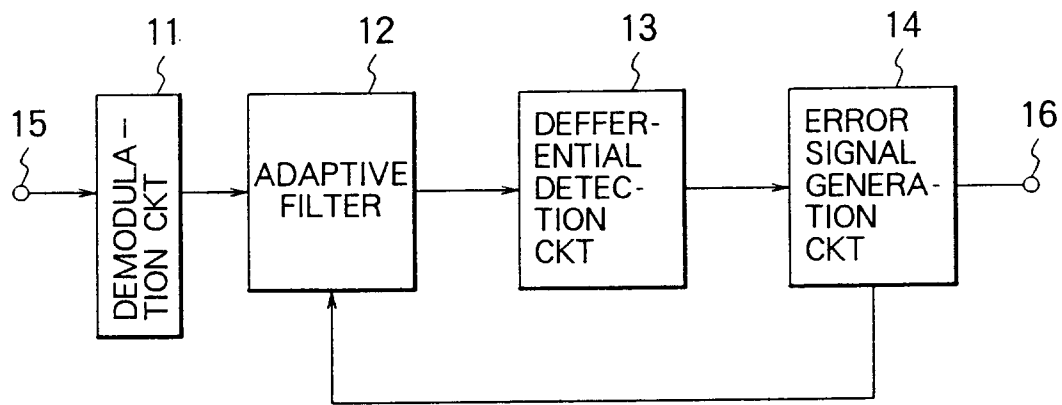 11
12
13
14
15
16
DEMODULA-
TION CKT
ADAPTIVE
FILTER
DEFFER-
ENTIAL
DETEC-
TION
CKT
ERROR
SIGNAL
GENERA-
TION
CKT